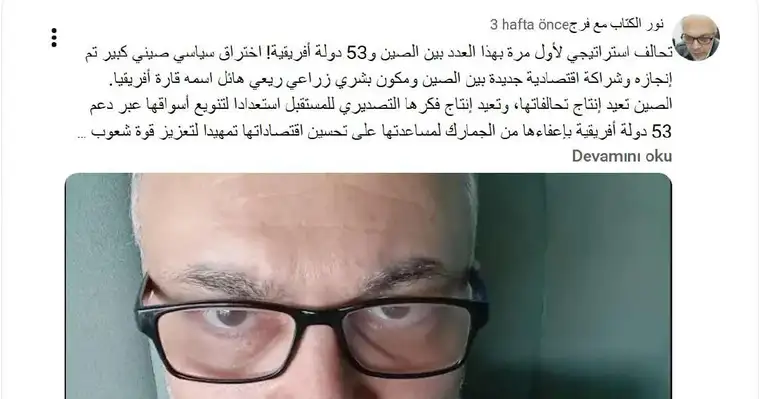 نور الكتاب مع فرج 3 hafta önce
تحالف استراتيجي لأول مرة بهذا العدد بين الصين و53 دولة أفريقية! اختراق سياسي صيني كبير تم
إنجازه وشراكة اقتصادية جديدة بين الصين ومكون بشري زراعي ريعي هائل اسمه قارة أفريقيا.
الصين تعيد إنتاج تحالفاتها، وتعيد إنتاج فكرها التصديري للمستقبل استعدادا لتنويع أسواقها عبر دعم
53 دولة أفريقية بإعفاءها من الجمارك لمساعدتها على تحسين اقتصاداتها تمهيدا لتعزيز قوة شعوب ...
Devamını oku